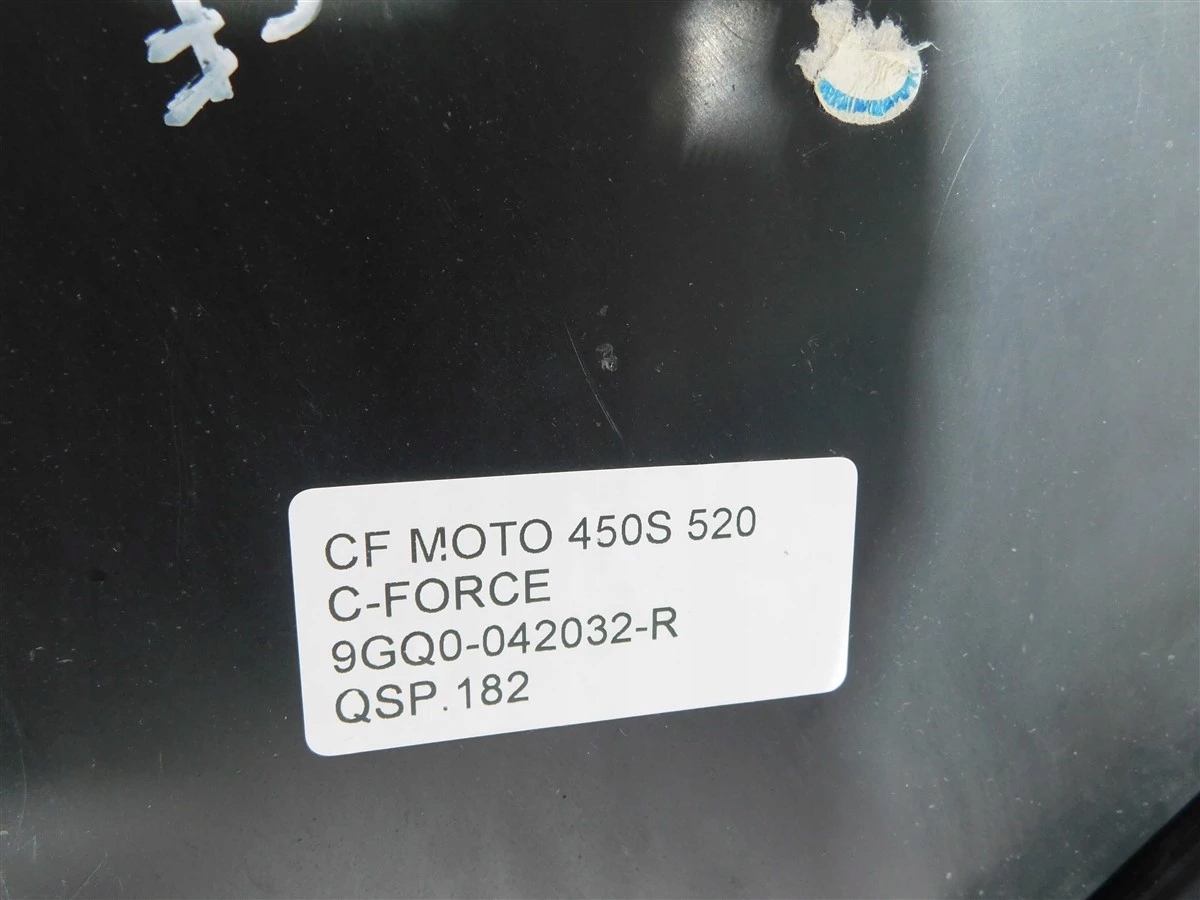 CF MOTO 450S 520
C-FORCE
9GQ0-042032-R
QSP.182